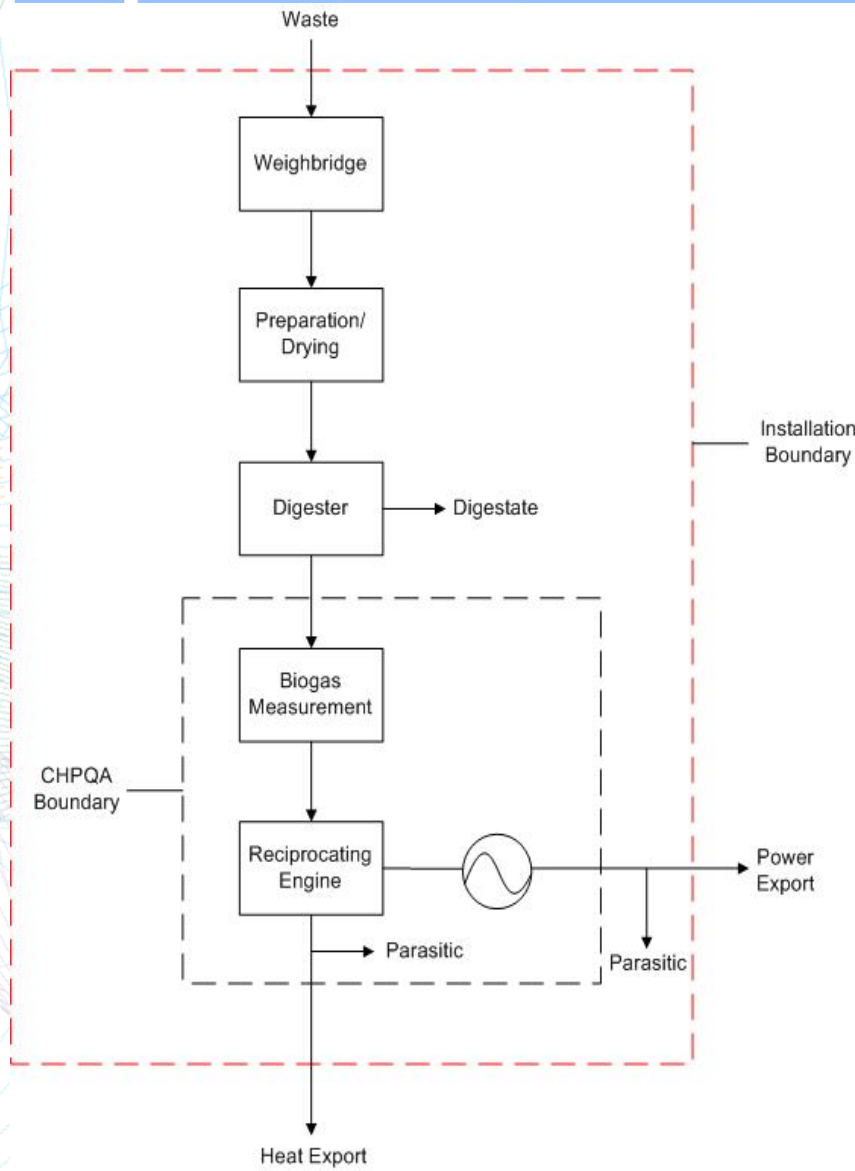 Waste
Weighbridge
Preparation/
Drying
Installation
Boundary
Digester
Digestate
Biogas
Measurement
CHPQA
Boundary
Reciprocating
Engine
Power
Export
Parasitic
Parasitic
Heat Export